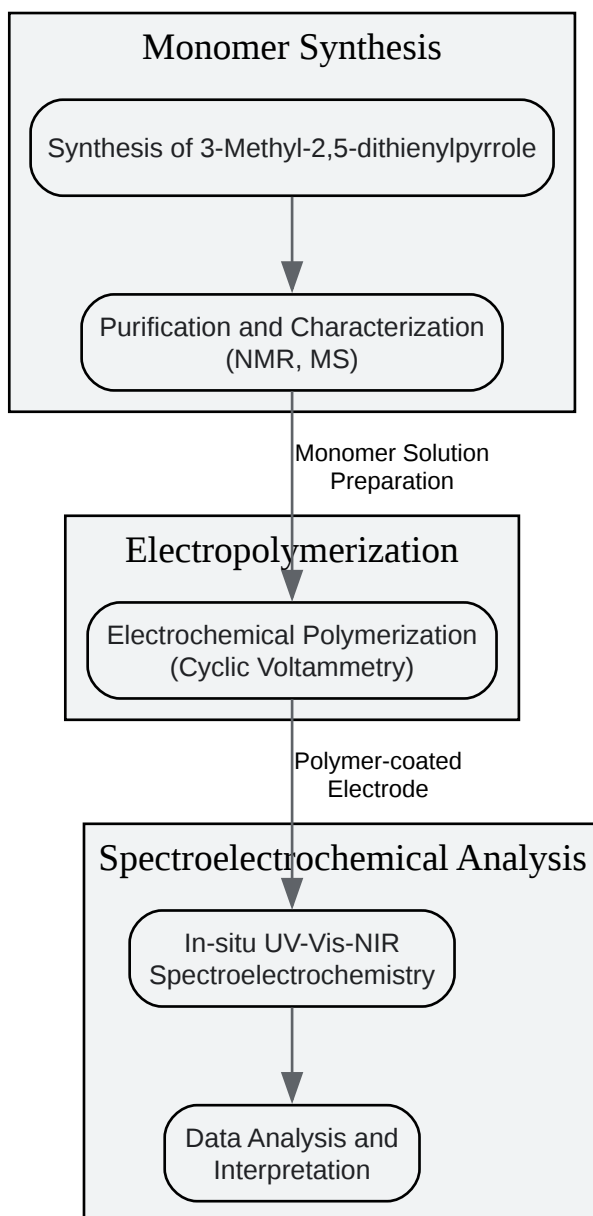 Monomer Synthesis
Synthesis of 3-Methyl-2,5-dithienylpyrrole
Purification and Characterization
(NMR, MS)
Monomer Solution
Preparation
Electropolymerization
Electrochemical Polymerization
(Cyclic Voltammetry)
Polymer-coated
Electrode
Spectroelectrochemical Analysis
In-situ UV-Vis-NIR
Spectroelectrochemistry
Data Analysis and
Interpretation